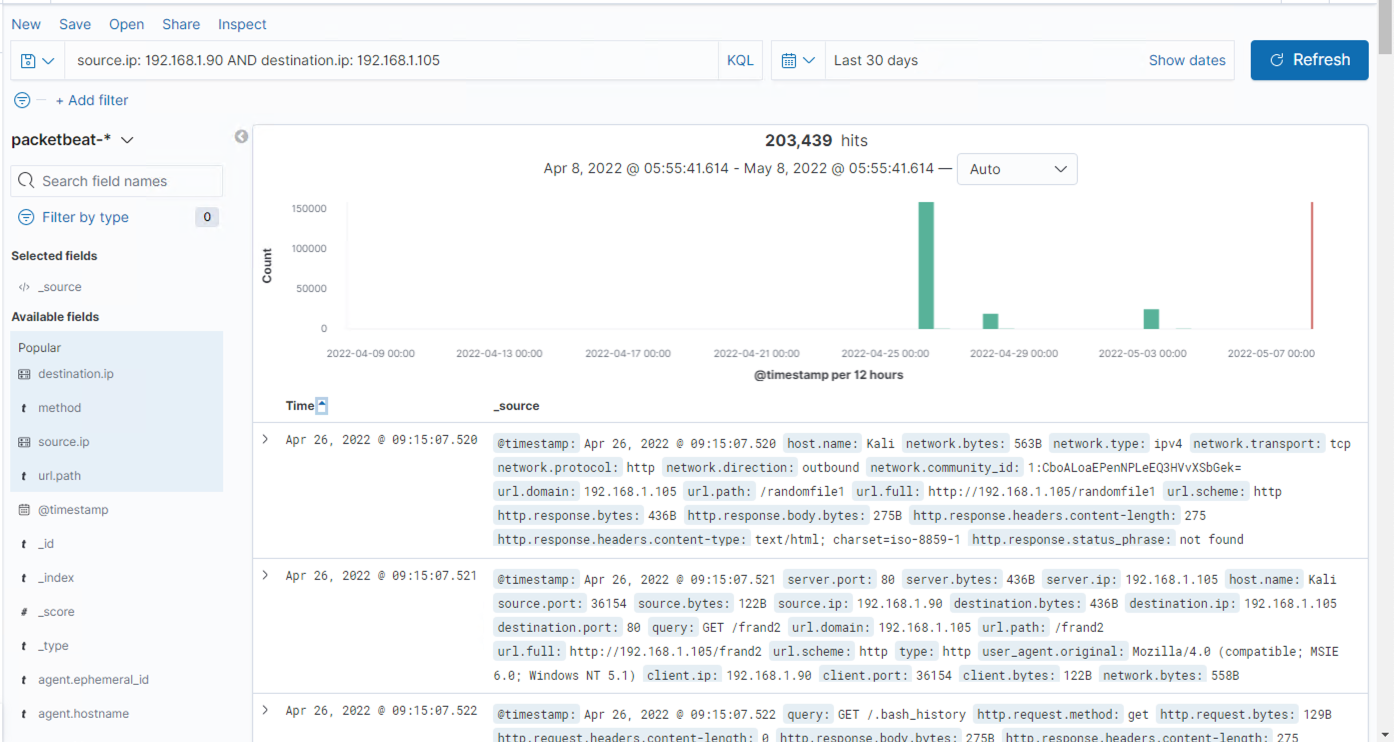 New Save Open Share Inspect
source.ip: 192.168.1.90 AND destination.ip: 192.168.1.105 KQL Last 30 days Show dates Refresh
+ Add filter
packetbeat-*
Search field names
Filter by type 0
Selected fields
_source
Available fields
Popular
destination.ip
t method
source.ip
t url.path
@timestamp
t _id
t _index
# _score
t _type
t agent.ephemeral_id
t agent.hostname
203,439 hits
Apr 8, 2022 @ 05:55:41.614 - May 8, 2022 @ 05:55:41.614 — Auto
Count
150000
100000
50000
0
2022-04-09 00:00 2022-04-13 00:00 2022-04-17 00:00 2022-04-21 00:00 2022-04-25 00:00 2022-04-29 00:00 2022-05-03 00:00 2022-05-07 00:00
@timestamp per 12 hours
Time _source
Apr 26, 2022 @ 09:15:07.520 @timestamp: Apr 26, 2022 @ 09:15:07.520 host.name: Kali network.bytes: 563B network.type: ipv4 network.transport: tcp
network.protocol: http network.direction: outbound network.community_id: 1:CboALoaEPenNPLeEQ3HVvXSbGek=
url.domain: 192.168.1.105 url.path: /randomfile1 url.full: http://192.168.1.105/randomfile1 url.scheme: http
http.response.bytes: 436B http.response.body.bytes: 275B http.response.headers.content-length: 275
http.response.headers.content-type: text/html; charset=iso-8859-1 http.response.status_phrase: not found
Apr 26, 2022 @ 09:15:07.521 @timestamp: Apr 26, 2022 @ 09:15:07.521 server.port: 80 server.bytes: 436B server.ip: 192.168.1.105 host.name: Kali
source.port: 36154 source.bytes: 122B source.ip: 192.168.1.90 destination.bytes: 436B destination.ip: 192.168.1.105
destination.port: 80 query: GET /frand2 url.domain: 192.168.1.105 url.path: /frand2
url.full: http://192.168.1.105/frand2 url.scheme: http type: http user_agent.original: Mozilla/4.0 (compatible; MSIE
6.0; Windows NT 5.1) client.ip: 192.168.1.90 client.port: 36154 client.bytes: 122B network.bytes: 558B
Apr 26, 2022 @ 09:15:07.522 @timestamp: Apr 26, 2022 @ 09:15:07.522 query: GET /.bash_history http.request.method: get http.request.bytes: 129B
http.request.headers.content-length: 0 http.response.body.bytes: 275B http.response.headers.content-length: 275